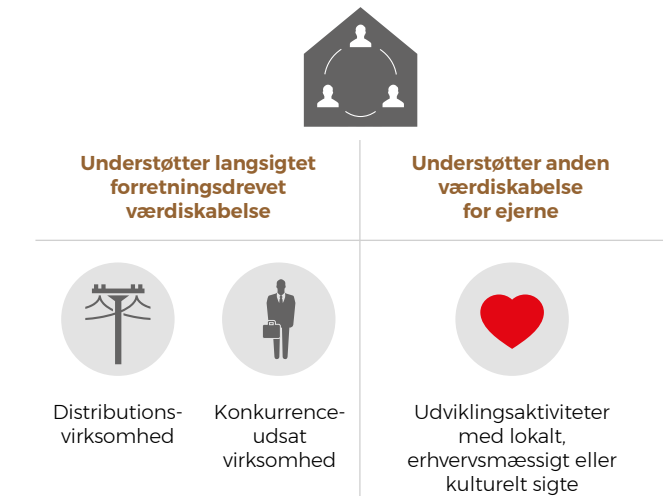 Understøtter langsigtet
forretningsdrevet
værdiskabelse
Understøtter anden
værdiskabelse
for ejerne
Distributions-
virksomhed
Konkurrence-
udsat
virksomhed
Udviklingsaktiviteter
med lokalt,
erhvervsmæssigt eller
kulturelt sigte